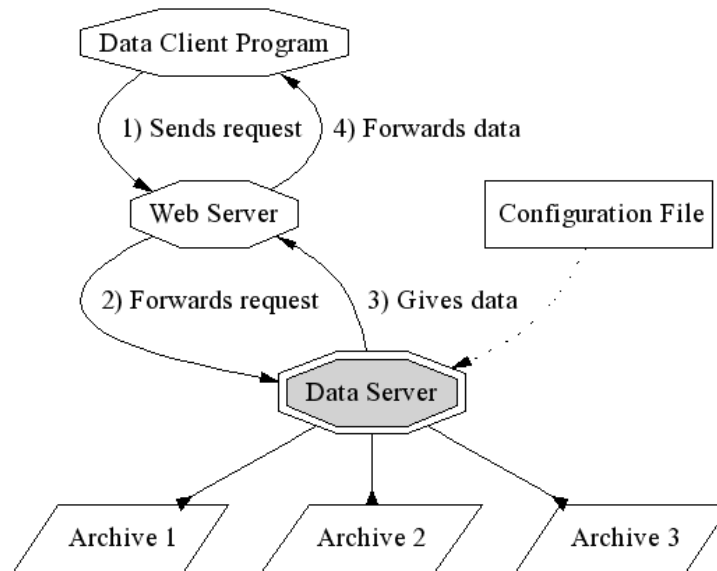 Data Client Program
1) Sends request
4) Forwards data
Web Server
Configuration File
2) Forwards request
3) Gives data
Data Server
Archive 1
Archive 2
Archive 3